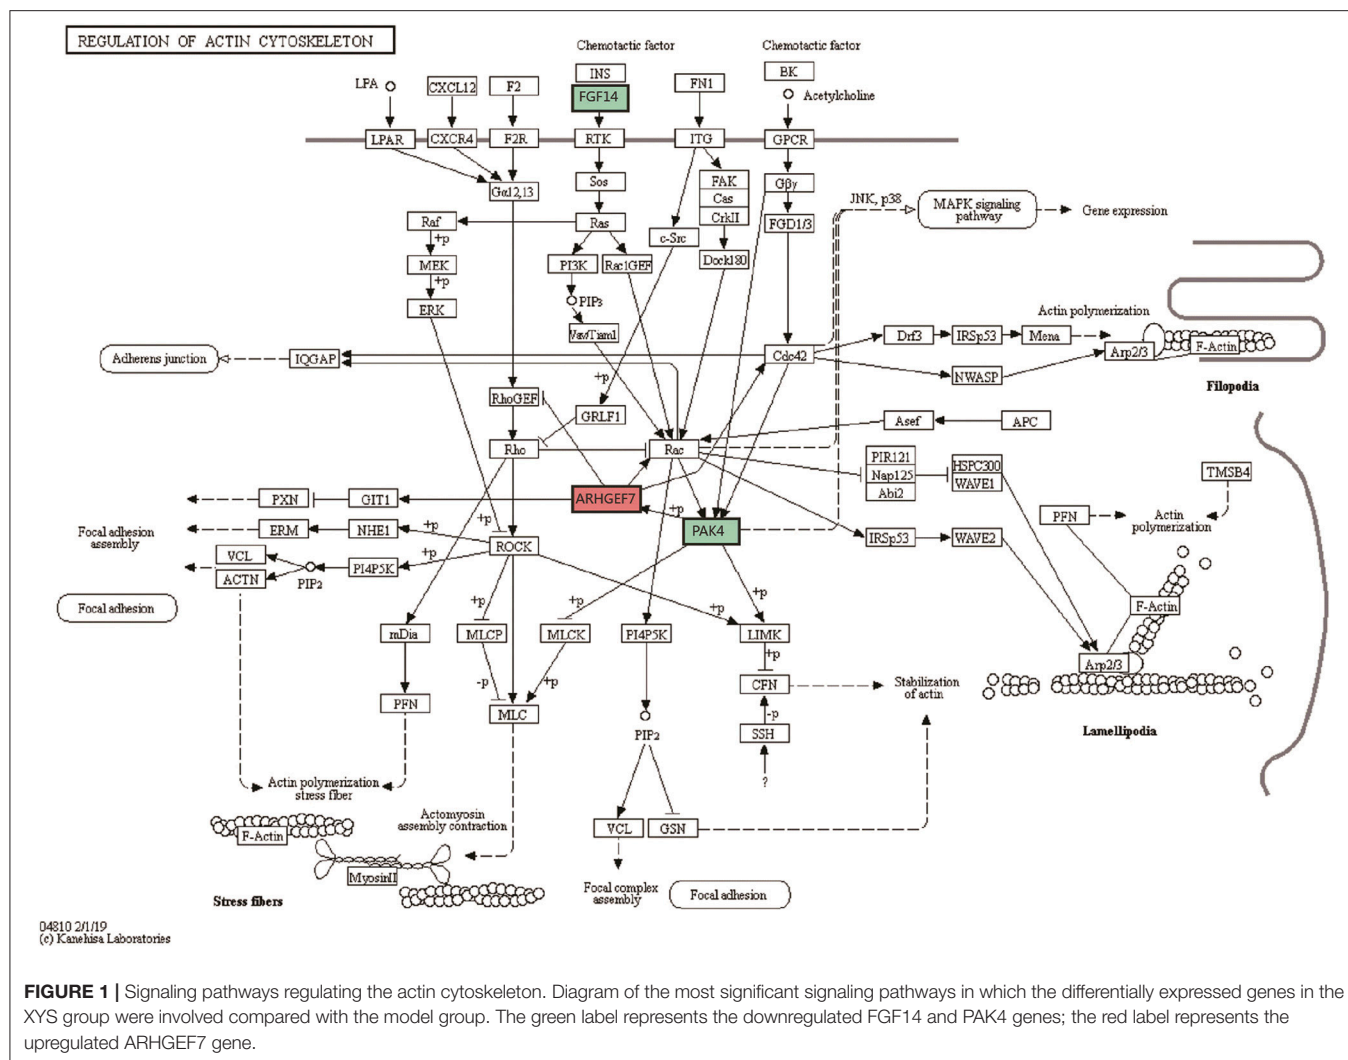 REGULATION OF ACTIN CYTOSKELETON
Chemotactic factor
Chemotactic factor
LPA
CXCL12
F2
INS
FGF14
FN1
BK
Acetylcholine
LPAR
CXCR4
F2R
RTK
ITG
GPCR
Gα12,13
Sos
FAK
Cas
CrkII
Gβγ
JNK, p38
MAPK signaling
pathway
Gene expression
Raf
Ras
FGD1/3
+p
c-Src
MEK
PI3K
Rac1GEF
Dock180
+p
ERK
PIP3
Vav/Tiam1
Actin polymerization
Drf3
IRSp53
Mena
Adherens junction
IQGAP
Cdc42
Arp2/3
F-Actin
+p
NWASP
Filopodia
RhoGEF
GRLF1
Asef
APC
Rho
Rac
PIR121
Nap125
Abi2
HSPC300
WAVE1
TMSB4
PXN
GIT1
ARHGEF7
+p
PFN
Actin
polymerization
Focal adhesion
assembly
ERM
NHE1
+p
+p
PAK4
ROCK
IRSp53
WAVE2
VCL
ACTN
PIP2
PI4P5K
+p
Focal adhesion
F-Actin
+p
+p
+p
+p
mDia
MLCP
MLCK
PI4P5K
LIMK
+p
Arp2/3
-p
+p
CFN
Stabilization
of actin
PFN
MLC
-p
SSH
PIP2
Lamellipodia
?
Actin polymerization
stress fiber
Actomyosin
assembly contraction
F-Actin
VCL
GSN
MyosinII
Focal complex
assembly
Focal adhesion
Stress fibers
04810 2/1/19
(c) Kanehisa Laboratories
FIGURE 1 | Signaling pathways regulating the actin cytoskeleton. Diagram of the most significant signaling pathways in which the differentially expressed genes in the
XYS group were involved compared with the model group. The green label represents the downregulated FGF14 and PAK4 genes; the red label represents the
upregulated ARHGEF7 gene.